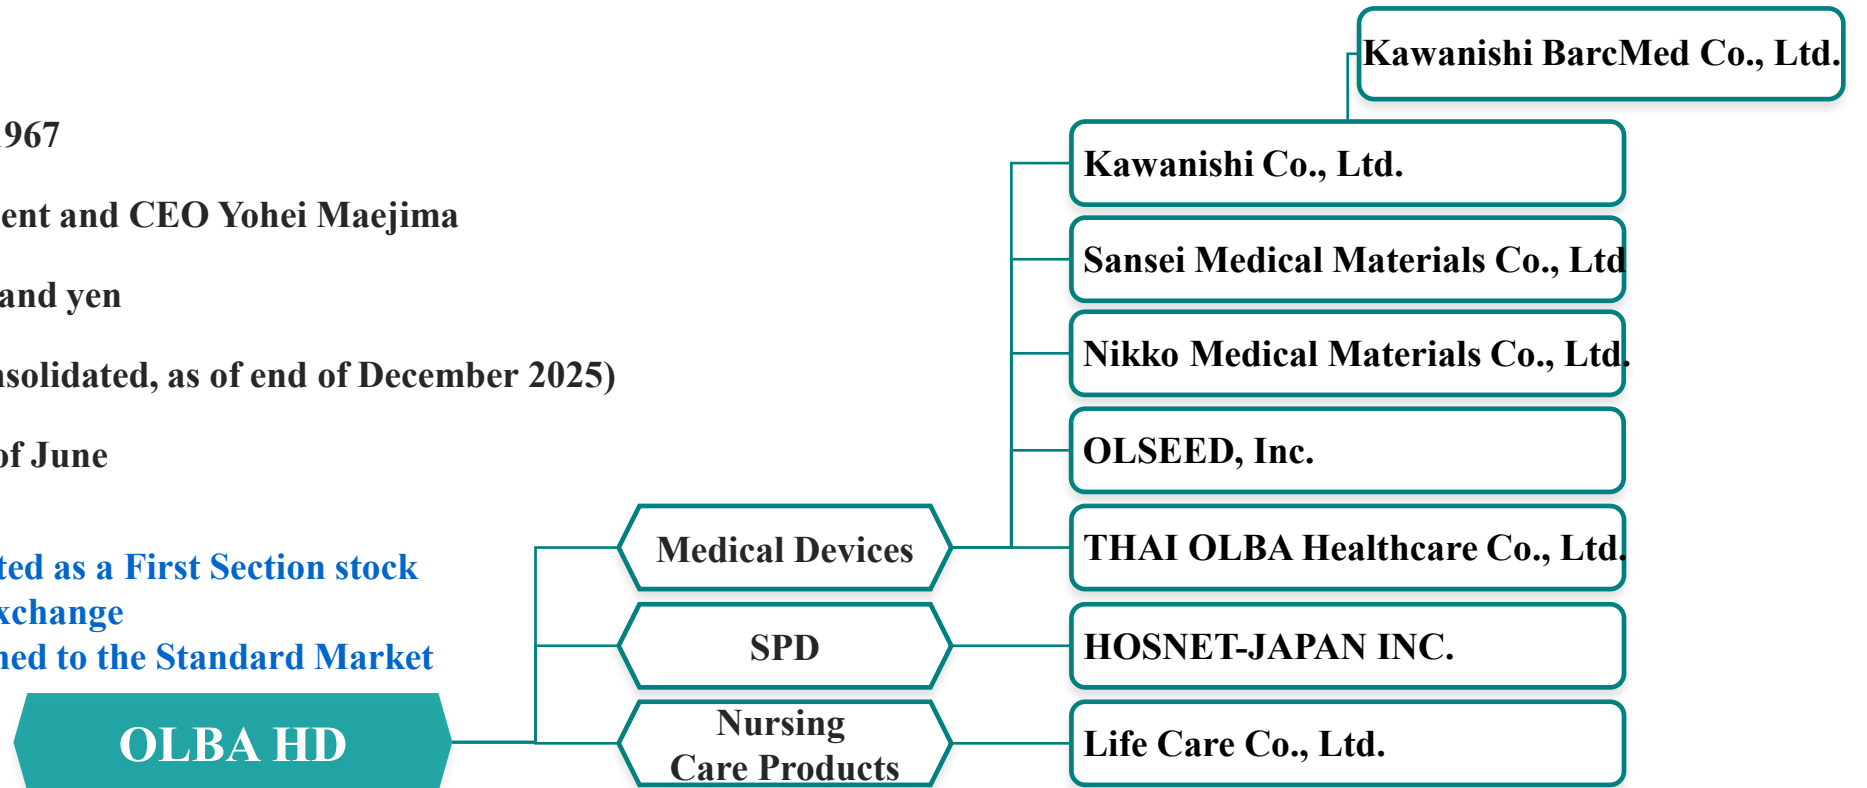 Kawanishi BarcMed Co., Ltd.
967
ent and CEO Yohei Maejima
and yen
nsolidated, as of end of December 2025)
of June
ted as a First Section stock
xchange
ned to the Standard Market
OLBA HD
Medical Devices
SPD
Nursing
Care Products
Kawanishi Co., Ltd.
Sansei Medical Materials Co., Ltd
Nikko Medical Materials Co., Ltd.
OLSEED, Inc.
THAI OLBA Healthcare Co., Ltd.
HOSNET-JAPAN INC.
Life Care Co., Ltd.